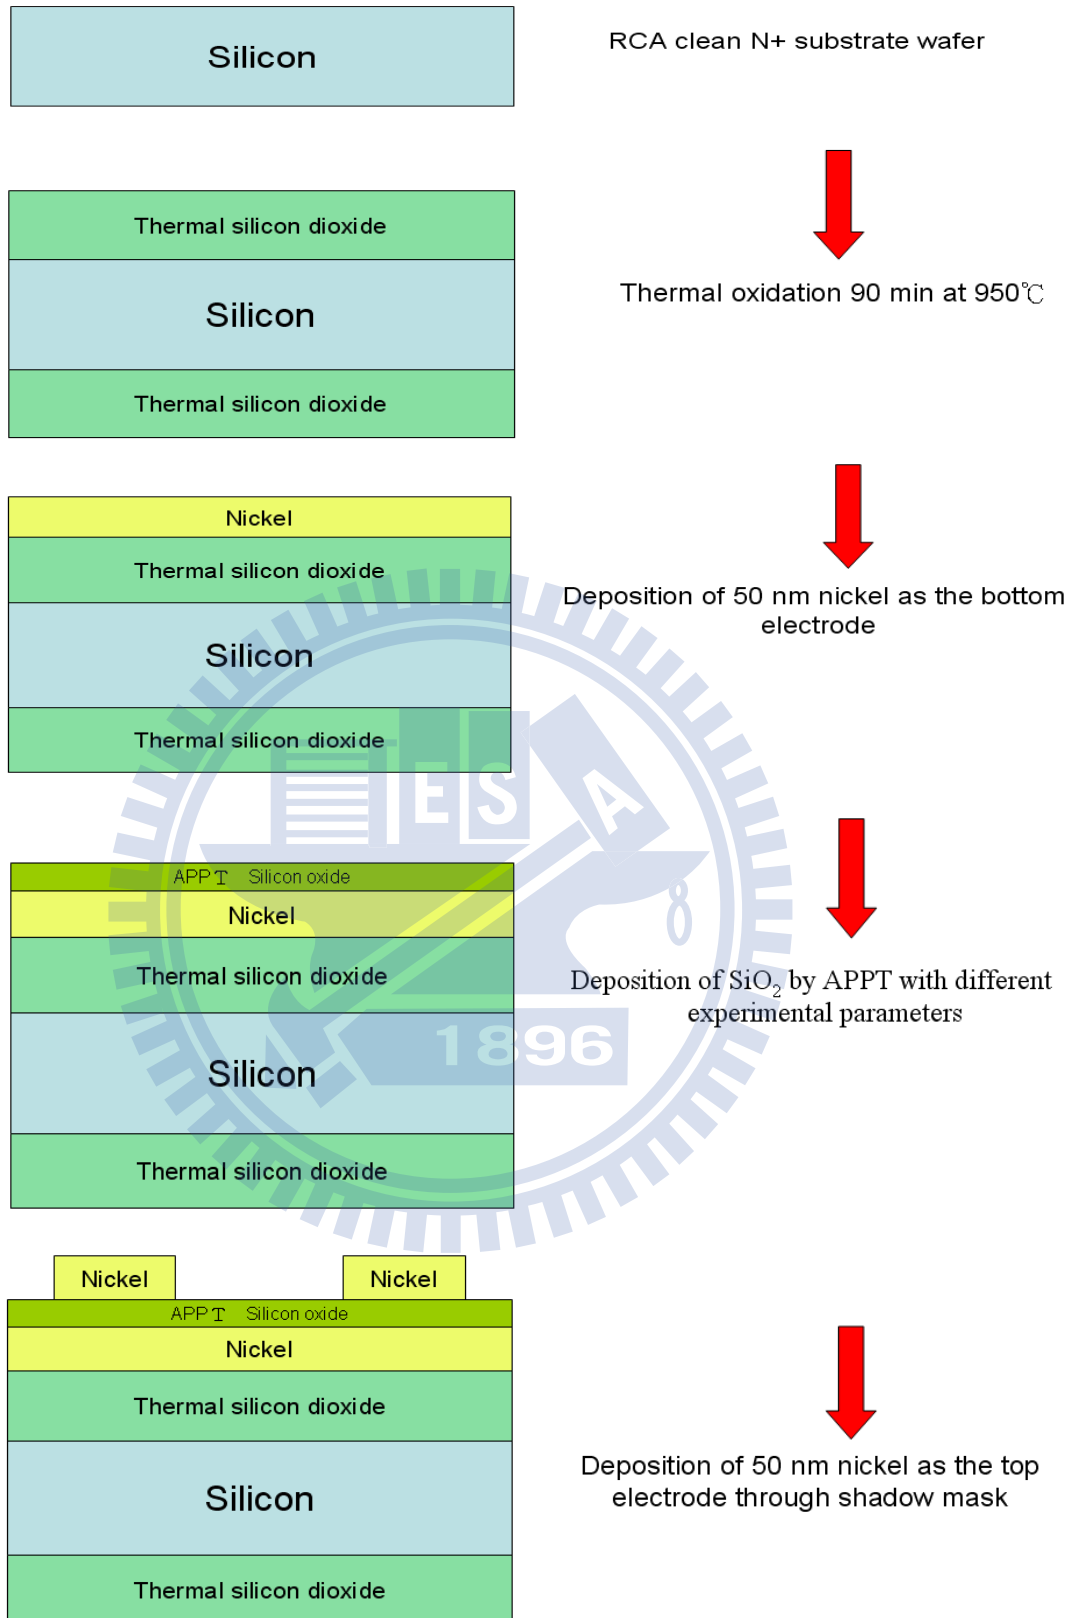 Silicon
RCA clean N+ substrate wafer
Thermal silicon dioxide
Silicon
Thermal silicon dioxide
Thermal oxidation 90 min at 950℃
Nickel
Thermal silicon dioxide
Silicon
Thermal silicon dioxide
Deposition of 50 nm nickel as the bottom
electrode
ESA
1896
APPT Silicon oxide
Nickel
Thermal silicon dioxide
Silicon
Thermal silicon dioxide
Deposition of SiO₂ by APPT with different
experimental parameters
Nickel Nickel
APPT Silicon oxide
Nickel
Thermal silicon dioxide
Silicon
Thermal silicon dioxide
Deposition of 50 nm nickel as the top
electrode through shadow mask